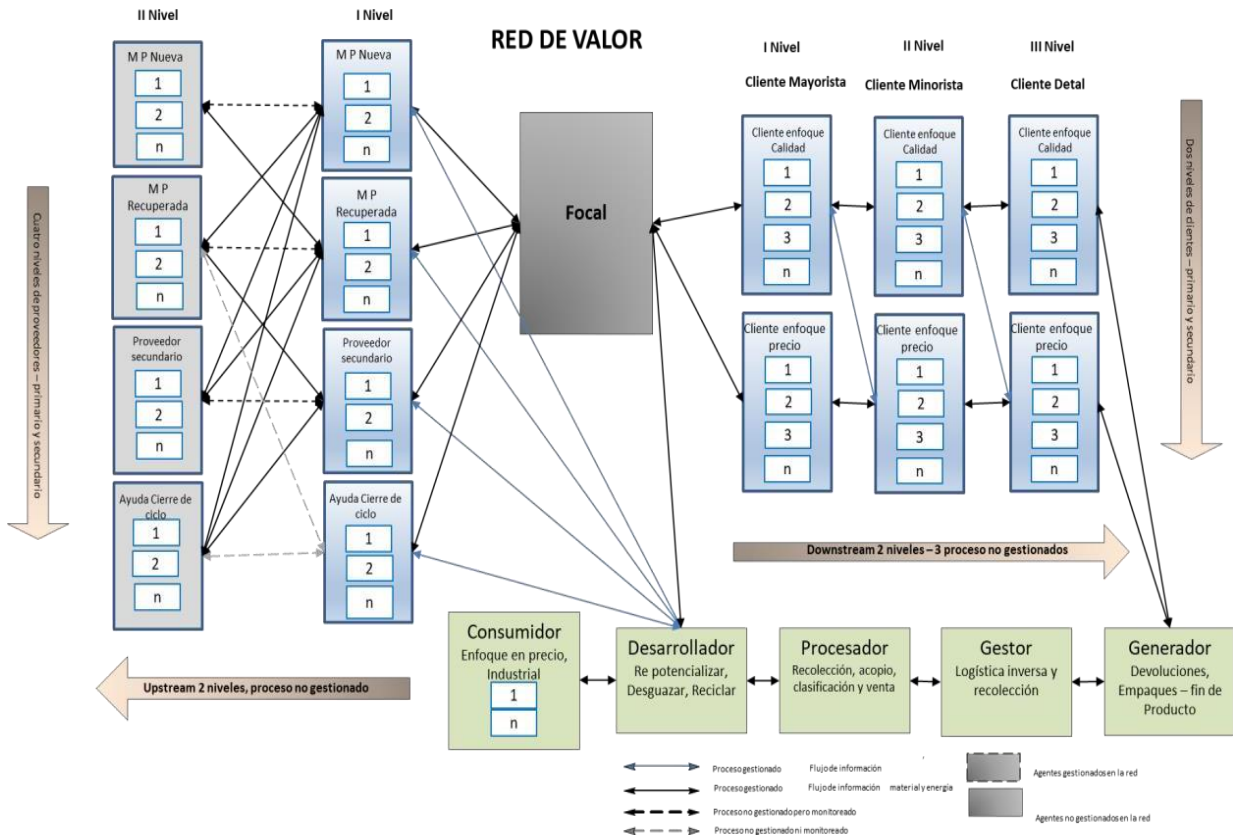 RED DE VALOR
II Nivel
I Nivel
M P Nueva
1
2
n
M P
Recuperada
1
2
n
Proveedor
secundario
1
2
n
Ayuda Cierre de
ciclo
1
2
n
M P Nueva
1
2
n
M P
Recuperada
1
2
n
Proveedor
secundario
1
2
n
Ayuda Cierre de
ciclo
1
2
n
Cuatro niveles de proveedores – primario y secundario
Focal
I Nivel
Cliente Mayorista
II Nivel
Cliente Minorista
III Nivel
Cliente Detal
Cliente enfoque
Calidad
1
2
3
n
Cliente enfoque
Calidad
1
2
3
n
Cliente enfoque
Calidad
1
2
3
n
Cliente enfoque
precio
1
2
3
n
Cliente enfoque
precio
1
2
3
n
Cliente enfoque
precio
1
2
3
n
Dos niveles de clientes – primario y secundario
Downstream 2 niveles – 3 proceso no gestionados
Upstream 2 niveles, proceso no gestionado
Consumidor
Enfoque en precio,
Industrial
1
n
Desarrollador
Re potencializar,
Desguazar, Reciclar
Procesador
Recolección, acopio,
clasificación y venta
Gestor
Logística inversa y
recolección
Generador
Devoluciones,
Empaques – fin de
Producto
Proceso gestionado Flujo de información
Proceso gestionado Flujo de información material y energía
Proceso no gestionado pero monitoreado
Proceso no gestionado ni monitoreado
Agentes gestionados en la red
Agentes no gestionados en la red